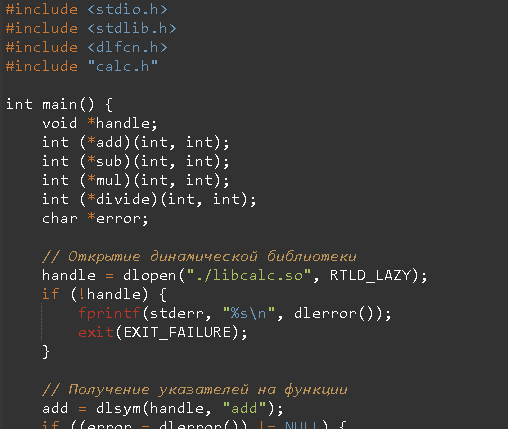 #include <stdio.h>
#include <stdlib.h>
#include <dlfcn.h>
#include "calc.h"
int main() {
void *handle;
int (*add)(int, int);
int (*sub)(int, int);
int (*mul)(int, int);
int (*divide)(int, int);
char *error;
// Открытие динамической библиотеки
handle = dlopen("./libcalc.so", RTLD_LAZY);
if (!handle) {
fprintf(stderr, "%s\n", dlerror());
exit(EXIT_FAILURE);
}
// Получение указателей на функции
add = dlsym(handle, "add");
if ((error = dlerror()) != NULL) {